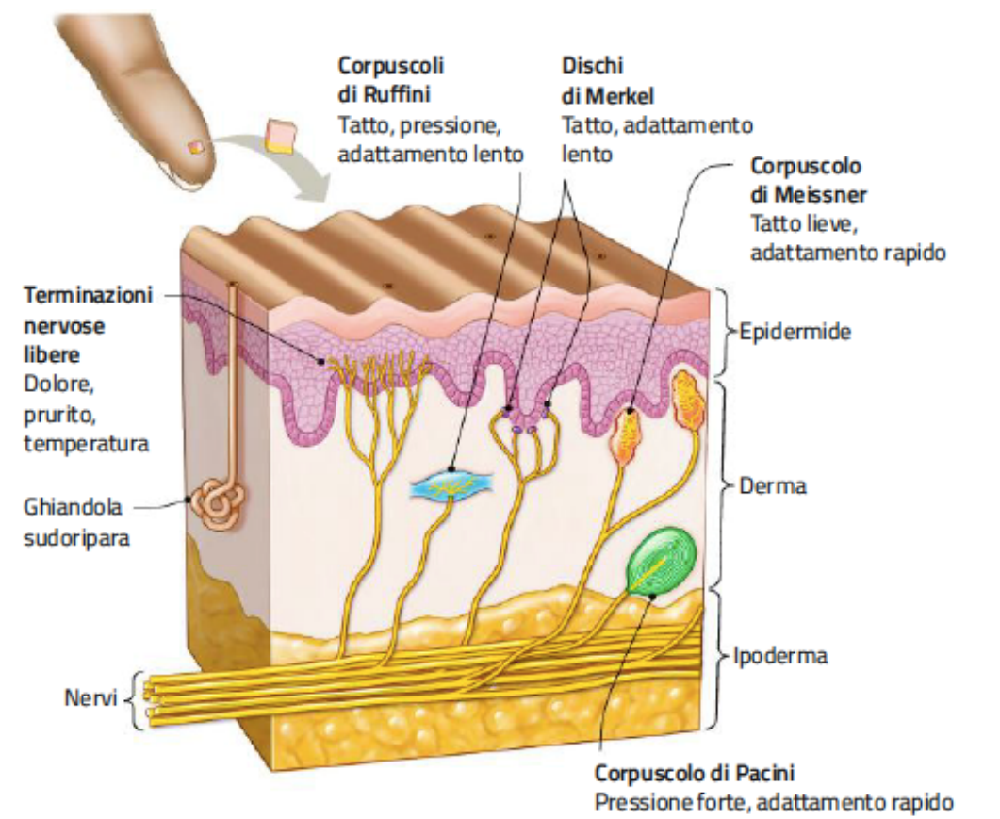 Corpuscoli
di Ruffini
Tatto, pressione,
adattamento lento
Dischi
di Merkel
Tatto, adattamento
lento
Corpuscolo
di Meissner
Tatto lieve,
adattamento rapido
Terminazioni
nervose
libere
Dolore,
prurito,
temperatura
Epidermide
Ghiandola
sudoripara
Derma
Ipoderma
Nervi
Corpuscolo di Pacini
Pressione forte, adattamento rapido